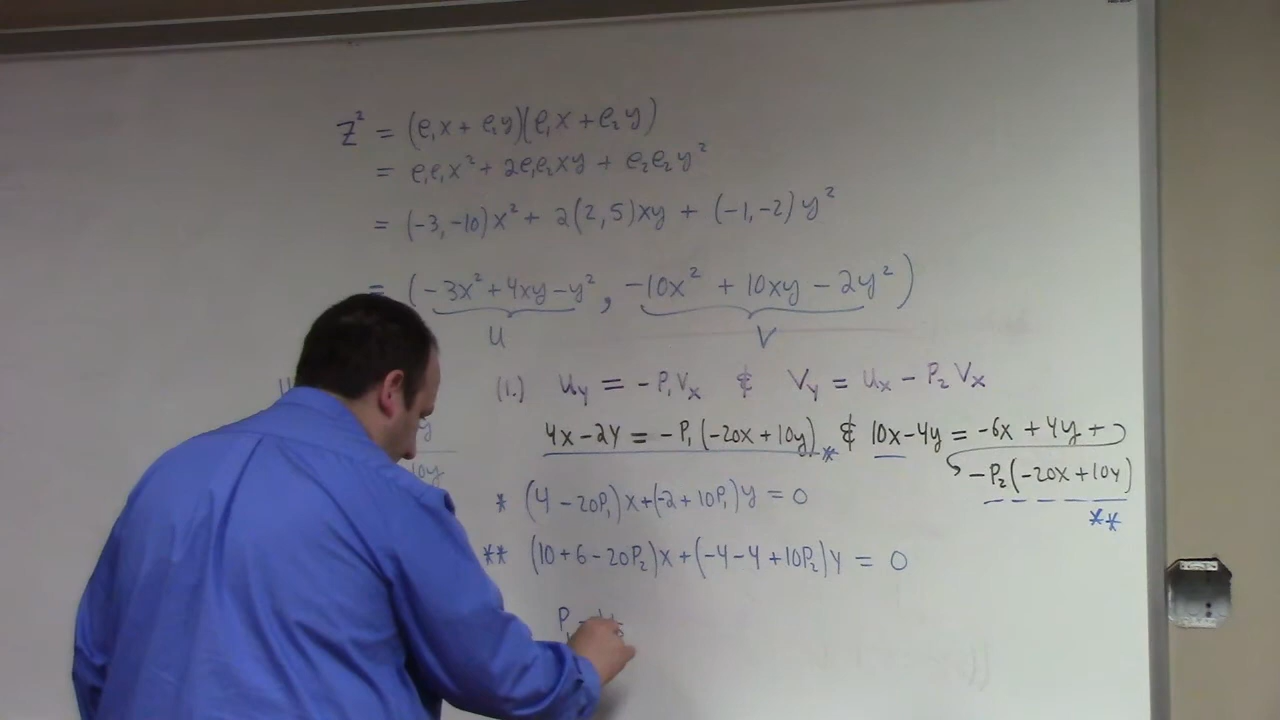 Z² = (e₁x + e₂y)(e₁x + e₂y)
= e₁e₁x² + 2e₁e₂xy + e₂e₂y²
= (-3,-10)x² + 2(2,5)xy + (-1,-2)y²
= (-3x²+4xy-y², -10x² + 10xy - 2y²)
u V
(1.) u_y = -P₁V_x & V_y = u_x - P₂V_x
4x-2y = -P₁(-20x+10y) * & 10x-4y = -6x + 4y +
-P₂(-20x+10y)
**
* (4-20P₁)x+(-2+10P₁)y = 0
** (10+6-20P₂)x+(-4-4+10P₂)y = 0
P₁